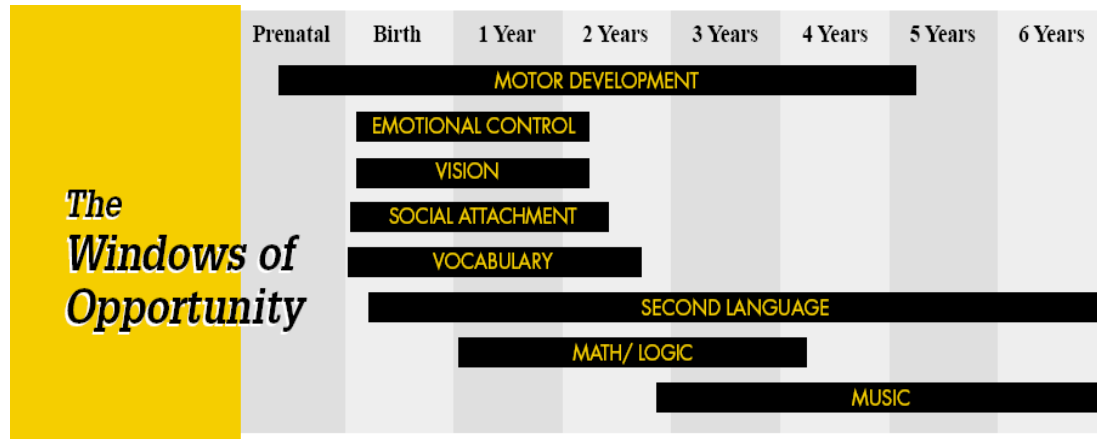 Prenatal Birth 1 Year 2 Years 3 Years 4 Years 5 Years 6 Years
MOTOR DEVELOPMENT
EMOTIONAL CONTROL
VISION
SOCIAL ATTACHMENT
VOCABULARY
SECOND LANGUAGE
MATH/ LOGIC
MUSIC
The
Windows of
Opportunity